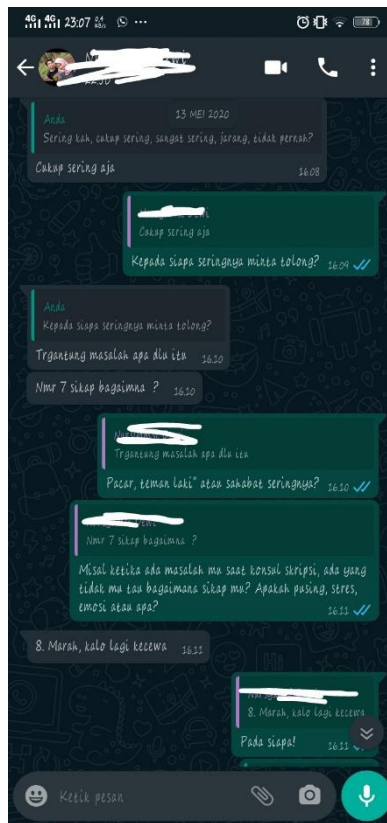 4G 4G 23:07
78
Anda
13 MEI 2020
Sering kah, cukup sering, sangat sering, jarang, tidak pernah?
Cukup sering aja
16.08
Cukup sering aja
Kepada siapa seringnya minta tolong? 16.09
Anda
Kepada siapa seringnya minta tolong?
Trgantung masalah apa dlu itu 16.10
Nmr 7 sikap bagaimna ? 16.10
Trgantung masalah apa dlu itu
Pacar, teman laki" atau sahabat seringnya? 16.10
Nmr 7 sikap bagaimna ?
Misal ketika ada masalah mu saat konsul skripsi, ada yang
tidak mu tau bagaimana sikap mu? Apakah pusing, stres,
emosi atau apa?
16.11
8. Marah, kalo lagi kecewa 16.11
8. Marah, kalo lagi kecewa
Pada siapa! 16.11
Ketik pesan